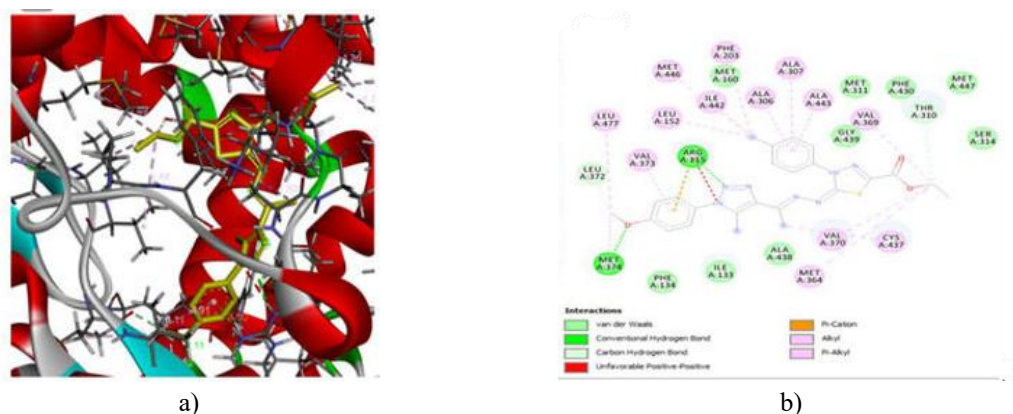 PHE
A:203
MET
A:446
MET
A:160
ALA
A:307
ILE
A:442
ALA
A:306
ALA
A:443
MET
A:311
PHE
A:430
MET
A:447
THR
A:310
LEU
A:477
LEU
A:152
VAL
A:369
GLY
A:439
SER
A:314
ARG
A:315
VAL
A:373
LEU
A:372
MET
A:374
PHE
A:134
ILE
A:133
ALA
A:438
VAL
A:370
CYS
A:437
MET
A:364
Interactions
van der Waals
Conventional Hydrogen Bond
Carbon Hydrogen Bond
Unfavorable Positive-Positive
Pi-Cation
Alkyl
Pi-Alkyl
a)
b)